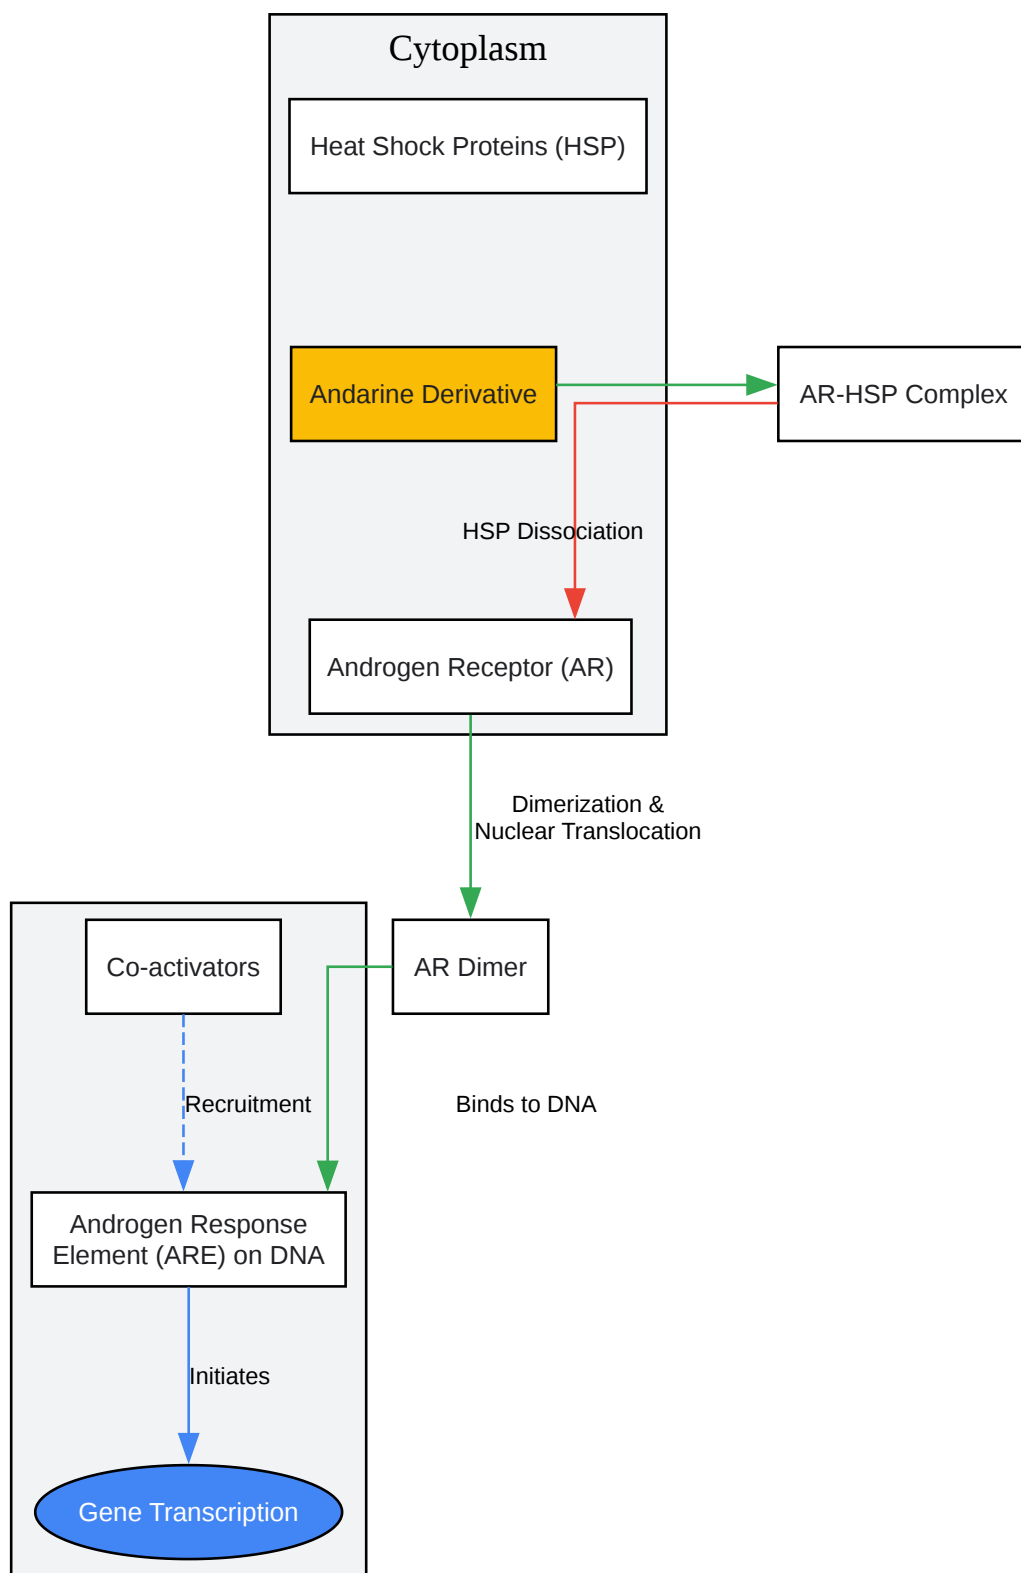 Cytoplasm
Heat Shock Proteins (HSP)
Andarine Derivative
AR-HSP Complex
HSP Dissociation
Androgen Receptor (AR)
Dimerization &
Nuclear Translocation
Co-activators
AR Dimer
Recruitment
Binds to DNA
Androgen Response
Element (ARE) on DNA
Initiates
Gene Transcription